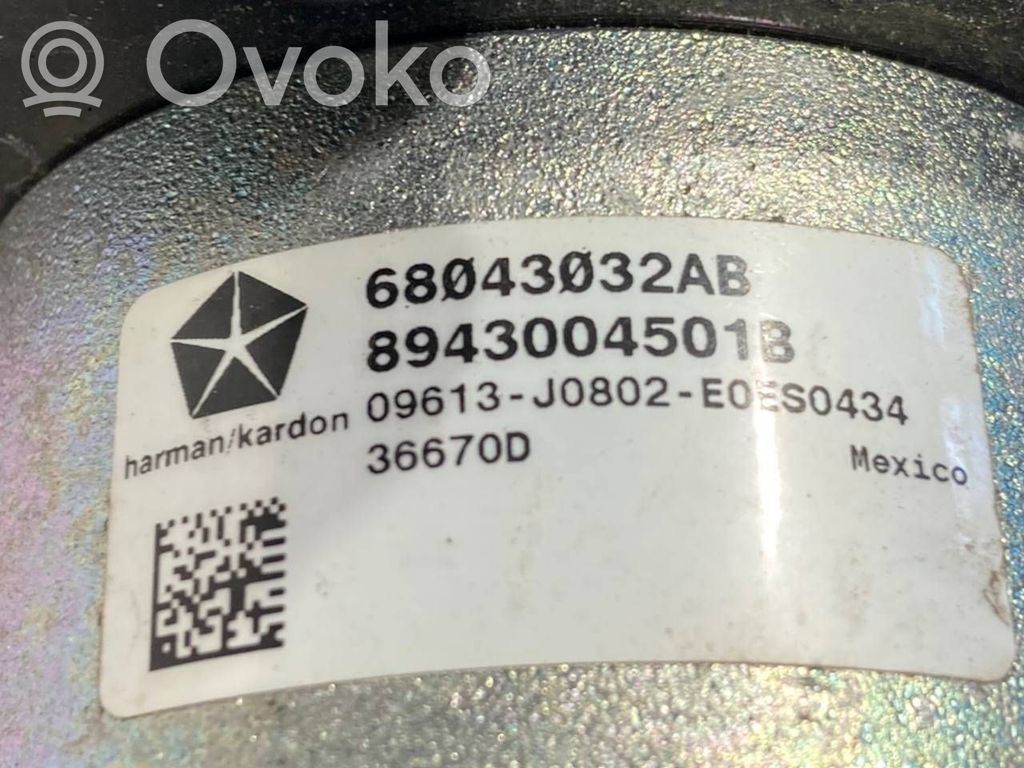 Ovoko
68043032AB
8943004501B
09613-J0802-E0ES0434
harman/kardon
36670D
Mexico